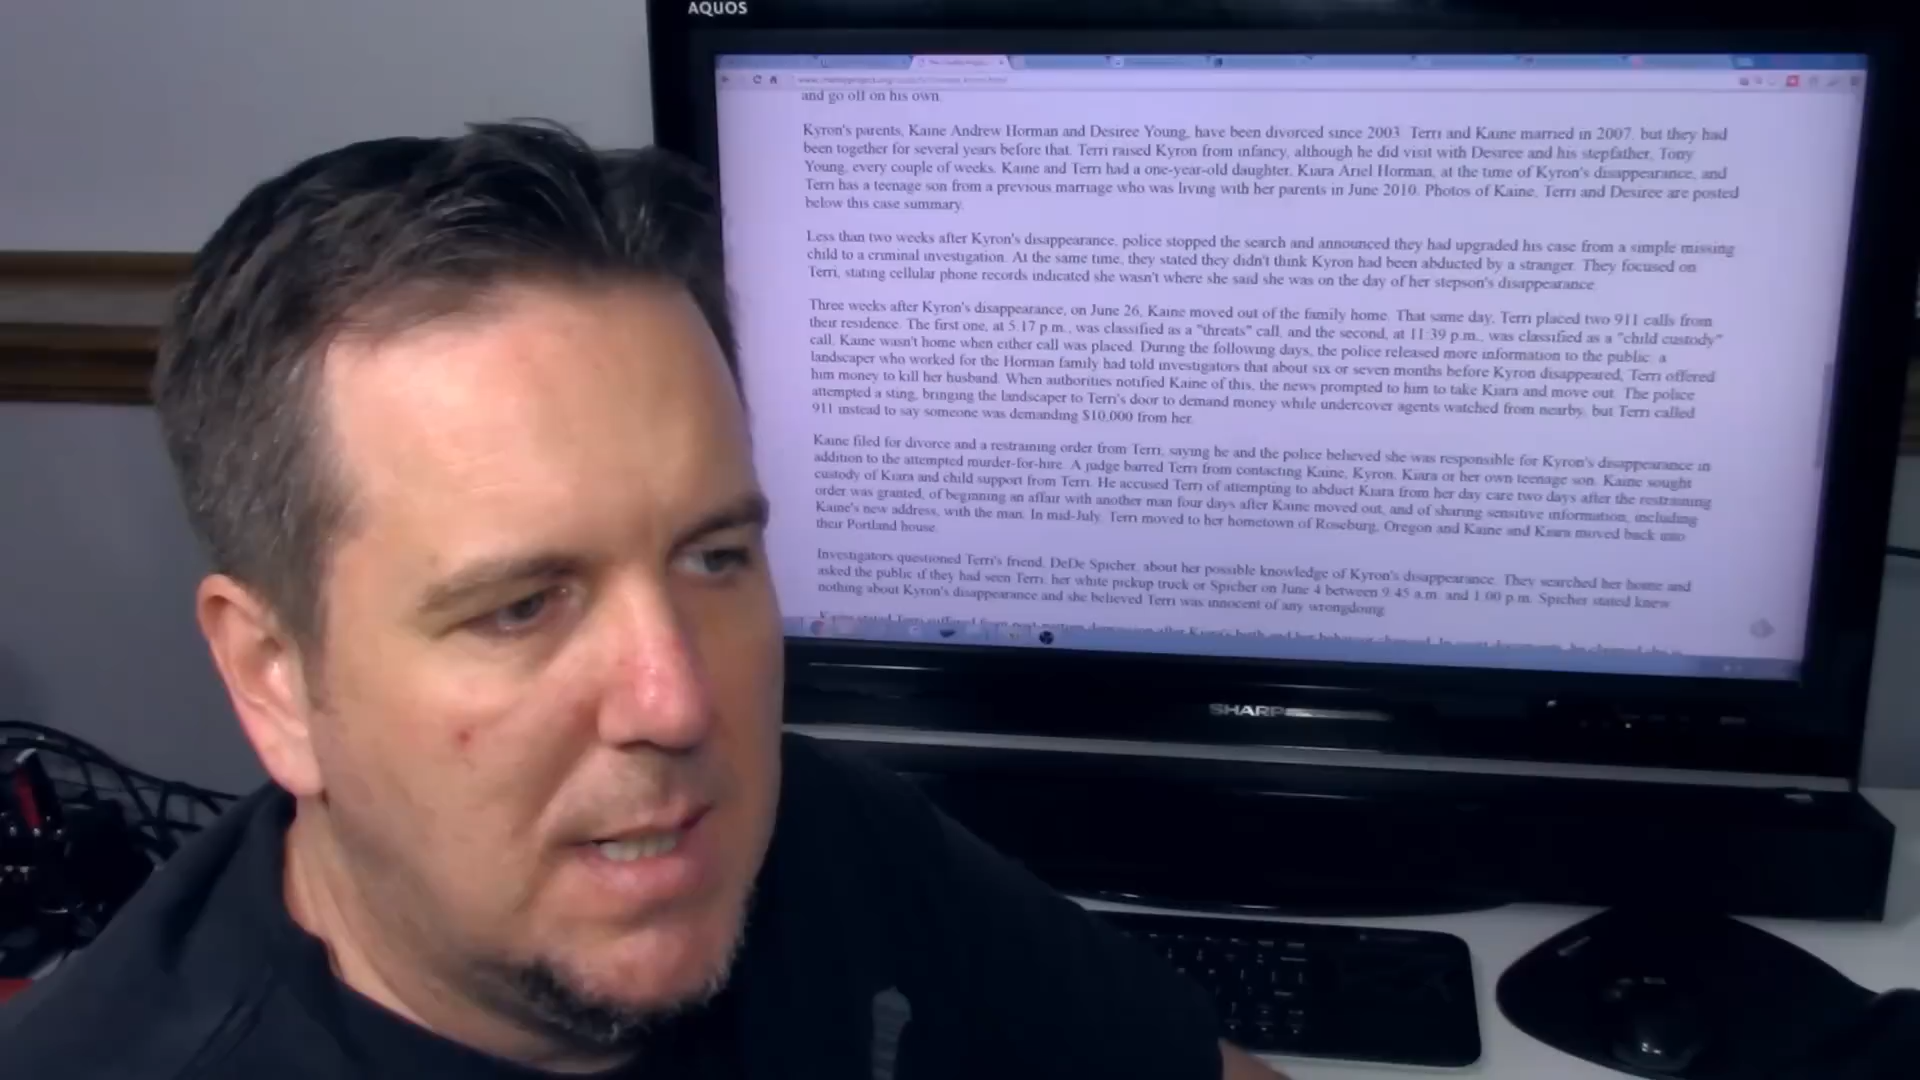 AQUOS
and go off on his own.
Kyron's parents, Kaine Andrew Horman and Desiree Young, have been divorced since 2003. Terri and Kaine married in 2007, but they had
been together for several years before that. Terri raised Kyron from infancy, although he did visit with Desiree and his stepfather, Tony
Young, every couple of weeks. Kaine and Terri had a one-year-old daughter, Kiara Ariel Horman, at the time of Kyron's disappearance, and
Terri has a teenage son from a previous marriage who was living with her parents in June 2010. Photos of Kaine, Terri and Desiree are posted
below this case summary.
Less than two weeks after Kyron's disappearance, police stopped the search and announced they had upgraded his case from a simple missing
child to a criminal investigation. At the same time, they stated they didn't think Kyron had been abducted by a stranger. They focused on
Terri, stating cellular phone records indicated she wasn't where she said she was on the day of her stepson's disappearance.
Three weeks after Kyron's disappearance, on June 26, Kaine moved out of the family home. That same day, Terri placed two 911 calls from
their residence. The first one, at 5:17 p.m., was classified as a "threats" call, and the second, at 11:39 p.m., was classified as a "child custody"
call. Kaine wasn't home when either call was placed. During the following days, the police released more information to the public: a
landscaper who worked for the Horman family had told investigators that about six or seven months before Kyron disappeared, Terri offered
him money to kill her husband. When authorities notified Kaine of this, the news prompted to him to take Kiara and move out. The police
attempted a sting, bringing the landscaper to Terri's door to demand money while undercover agents watched from nearby, but Terri called
911 instead to say someone was demanding $10,000 from her.
Kaine filed for divorce and a restraining order from Terri, saying he and the police believed she was responsible for Kyron's disappearance in
addition to the attempted murder-for-hire. A judge barred Terri from contacting Kaine, Kyron, Kiara or her own teenage son. Kaine sought
custody of Kiara and child support from Terri. He accused Terri of attempting to abduct Kiara from her day care two days after the restraining
order was granted, of beginning an affair with another man four days after Kaine moved out, and of sharing sensitive information, including
Kaine's new address, with the man. In mid-July, Terri moved to her hometown of Roseburg, Oregon and Kaine and Kiara moved back into
their Portland house.
Investigators questioned Terri's friend, DeDe Spicher, about her possible knowledge of Kyron's disappearance. They searched her home and
asked the public if they had seen Terri, her white pickup truck or Spicher on June 4 between 9:45 a.m. and 1:00 p.m. Spicher stated knew
nothing about Kyron's disappearance and she believed Terri was innocent of any wrongdoing.
SHARP